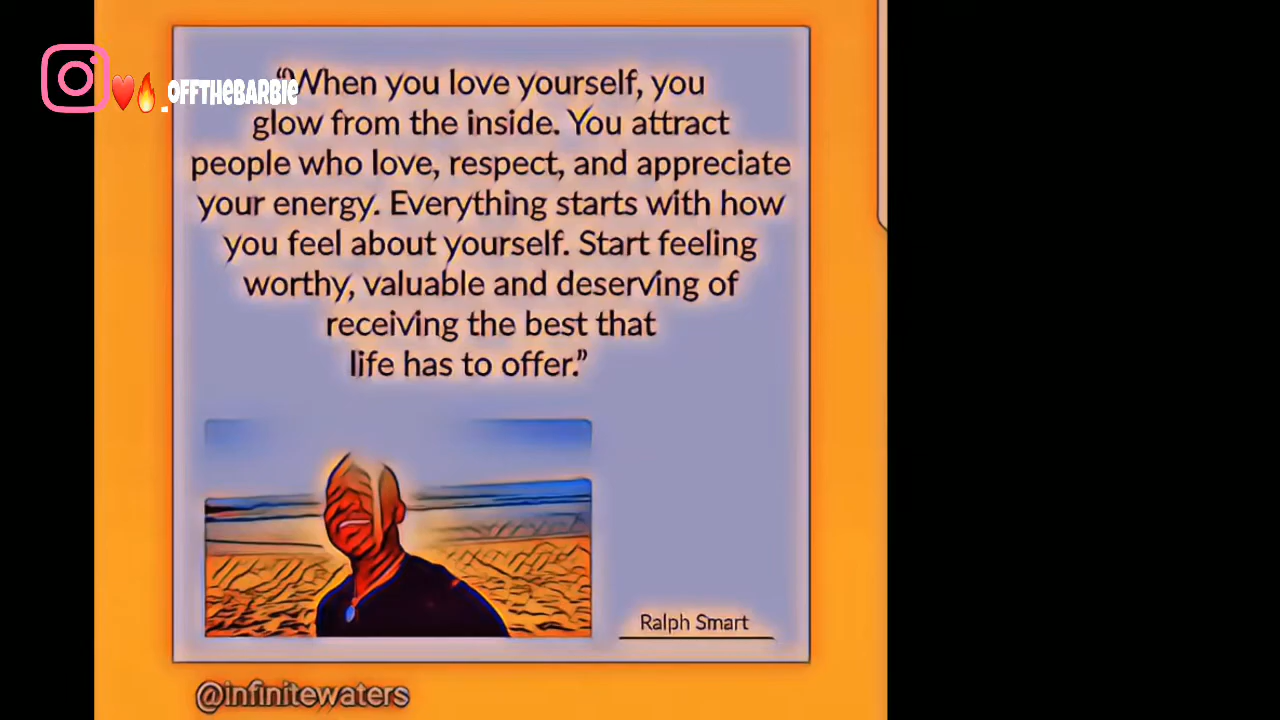 ❤️🔥_OFFTHEBARBIE
“When you love yourself, you
glow from the inside. You attract
people who love, respect, and appreciate
your energy. Everything starts with how
you feel about yourself. Start feeling
worthy, valuable and deserving of
receiving the best that
life has to offer.”
Ralph Smart
@infinitewaters